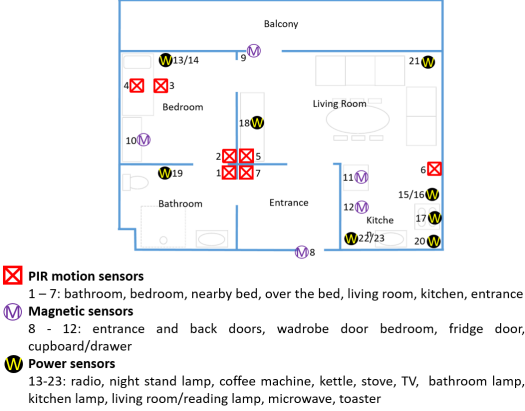 Balcony
9 M
W 13/14
21 W
4 3
Bedroom
Living Room
18 W
10 M
2 5
1 7
W 19
6
11 M
15/16 W
12 M
Bathroom
Entrance
Kitche
n
17 W
W 22/23
20 W
M 8
PIR motion sensors
1 – 7: bathroom, bedroom, nearby bed, over the bed, living room, kitchen, entrance
M Magnetic sensors
8 - 12: entrance and back doors, wadrobe door bedroom, fridge door,
cupboard/drawer
W Power sensors
13-23: radio, night stand lamp, coffee machine, kettle, stove, TV, bathroom lamp,
kitchen lamp, living room/reading lamp, microwave, toaster